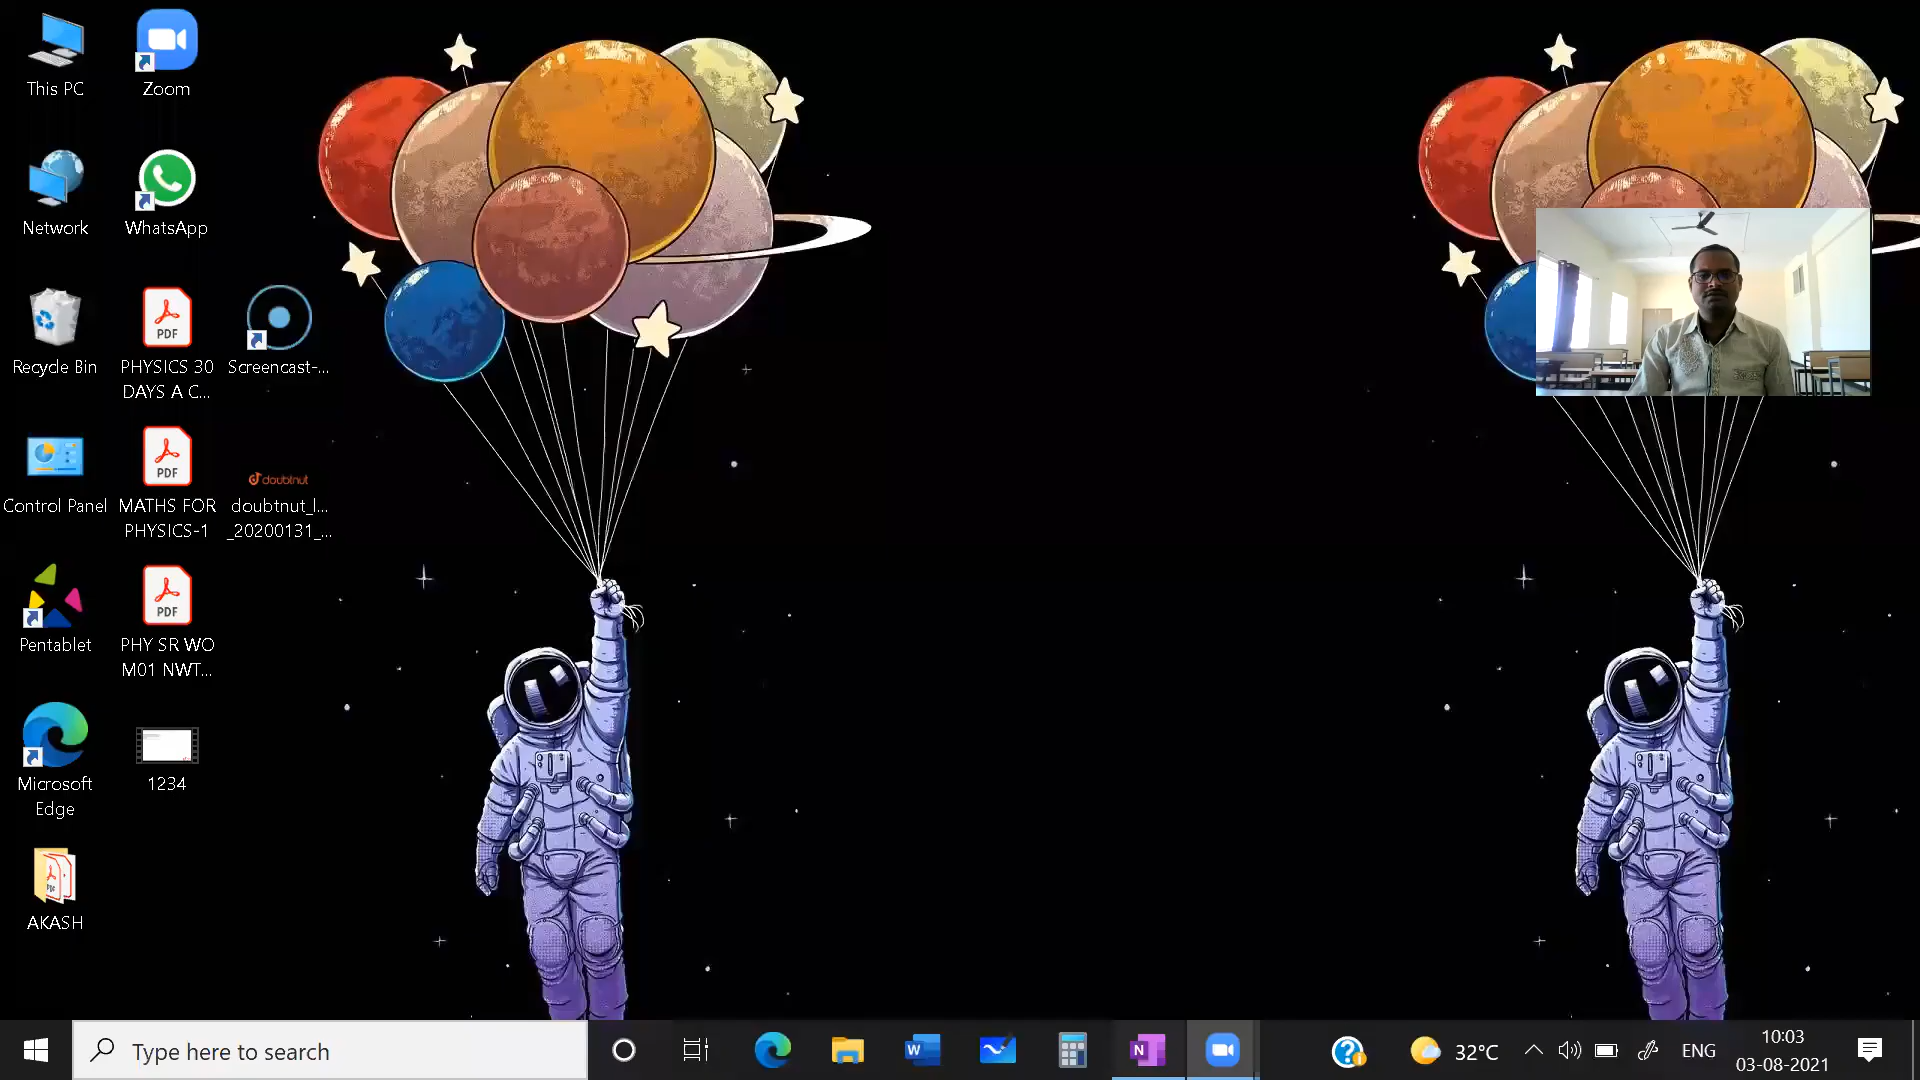 This PC
Zoom
Network
WhatsApp
Recycle Bin
PDF
PHYSICS 30
DAYS A C...
Screencast-...
Control Panel
PDF
MATHS FOR
PHYSICS-1
doubtnut
doubtnut_l...
_20200131_...
Pentablet
PDF
PHY SR WO
M01 NWT...
Microsoft
Edge
1234
AKASH
Type here to search
W
N
32°C
ENG
10:03
03-08-2021